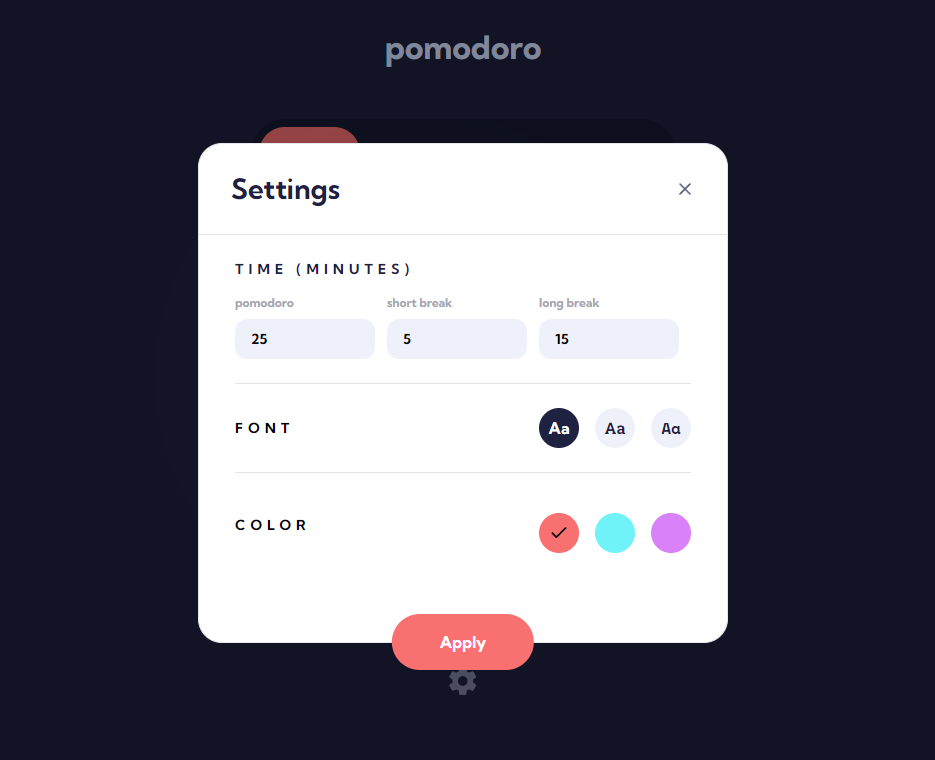 pomodoro
Settings
TIME (MINUTES)
pomodoro short break long break
25 5 15
FONT Aa Aa Aa
COLOR
Apply